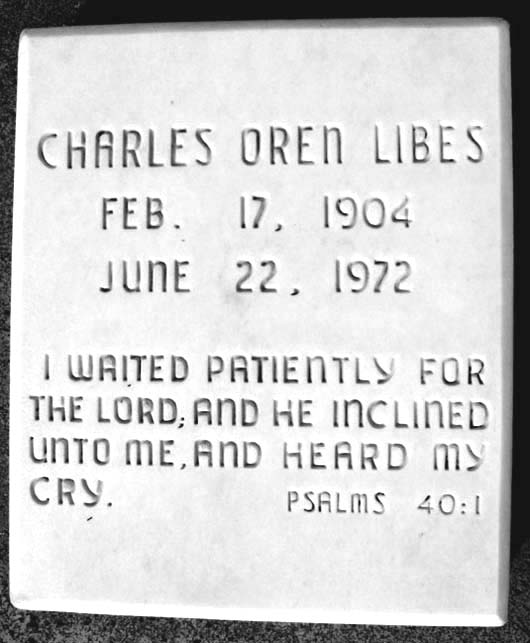 CHARLES OREN LIBES
FEB. 17, 1904
JUNE 22, 1972
I WAITED PATIENTLY FOR
THE LORD; AND HE INCLINED
UNTO ME, AND HEARD MY
CRY. PSALMS 40:1